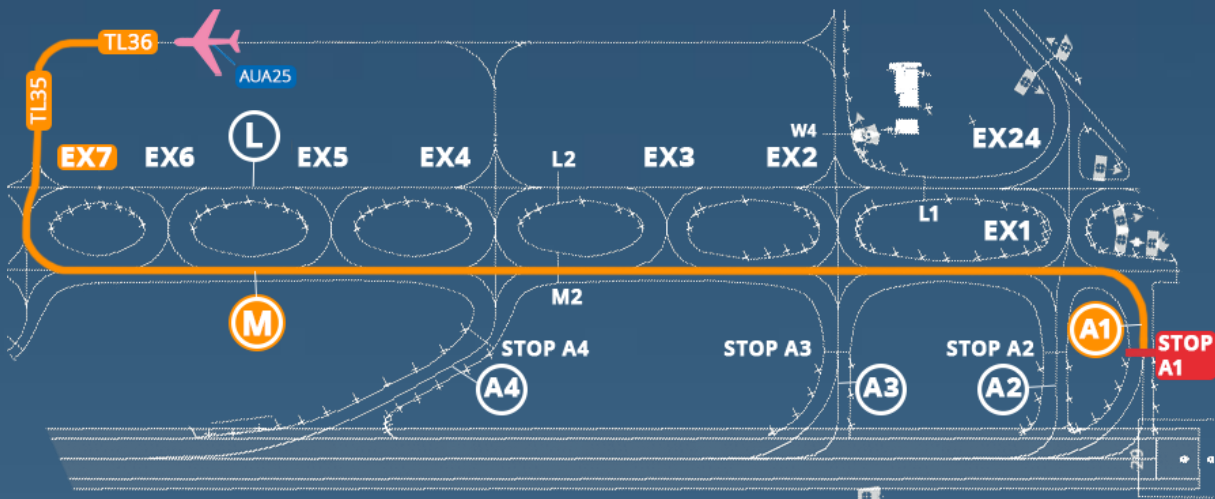 TL36
AUA25
TL35
L
W4
EX24
EX7
EX6
EX5
EX4
L2
EX3
EX2
L1
EX1
M2
M
A1
STOP A4
STOP A3
STOP A2
STOP
A1
A4
A3
A2
29